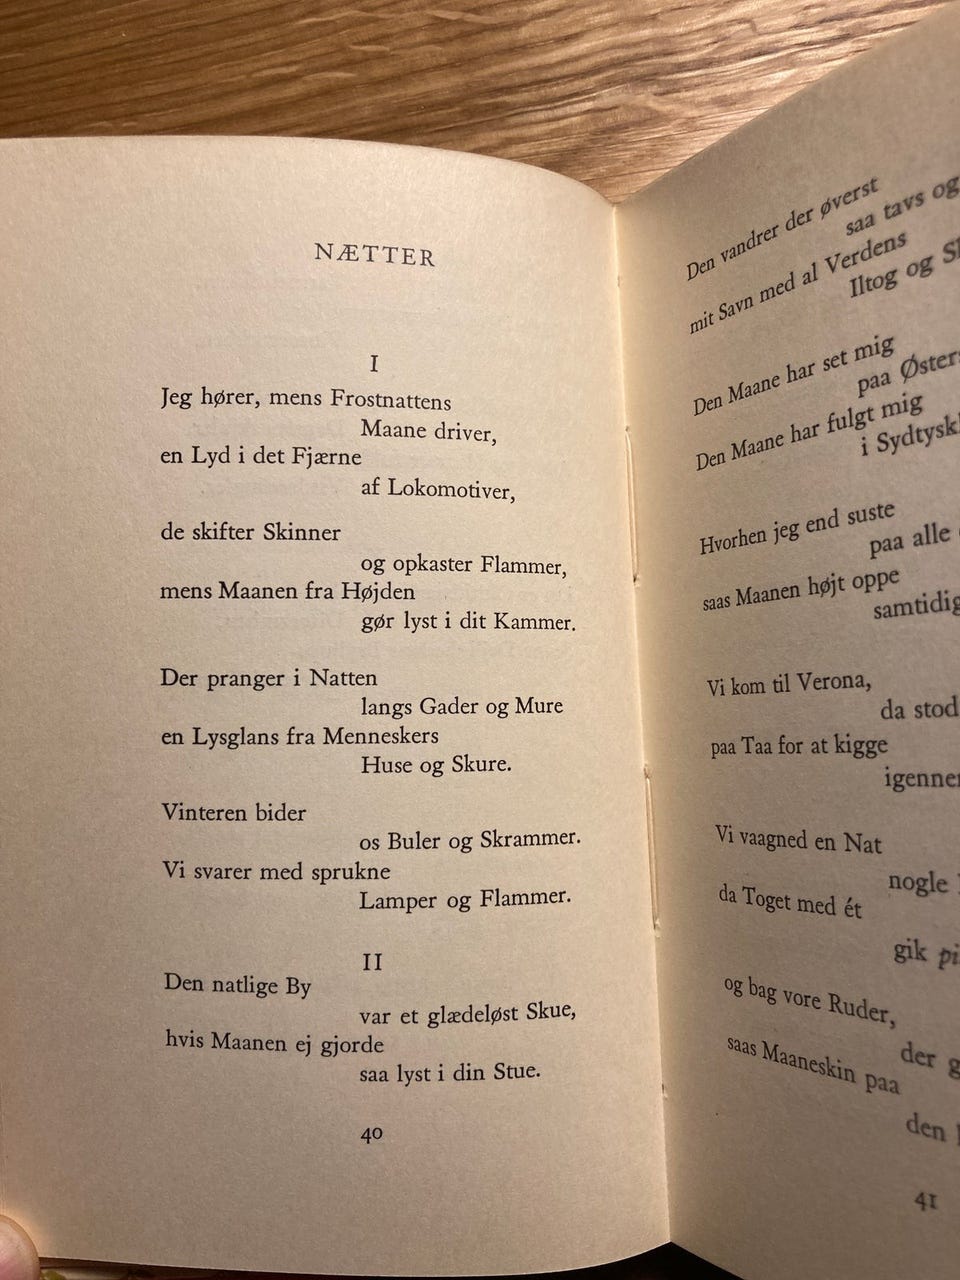 NÆTTER
I
Jeg hører, mens Frostnattens
Maane driver,
en Lyd i det Fjærne
af Lokomotiver,
de skifter Skinner
og opkaster Flammer,
mens Maanen fra Højden
gør lyst i dit Kammer.
Der pranger i Natten
langs Gader og Mure
en Lysglans fra Menneskers
Huse og Skure.
Vinteren bider
os Buler og Skrammer.
Vi svarer med sprukne
Lamper og Flammer.
II
Den natlige By
var et glædeløst Skue,
hvis Maanen ej gjorde
saa lyst i din Stue.
40
Den vandrer der øverst
saa tavs og
mit Savn med al Verdens
Iltog og
Den Maane har set mig
paa
Den Maane har fulgt mig
i
Hvorhen jeg end suste
paa alle
saas Maanen højt oppe
Vi kom til Verona,
da stod
paa Taa for at kigge
Vi vaagned en Nat
nogle
da Toget med ét
gik
og bag vore Ruder,
der
saas Maaneskin paa
den
41